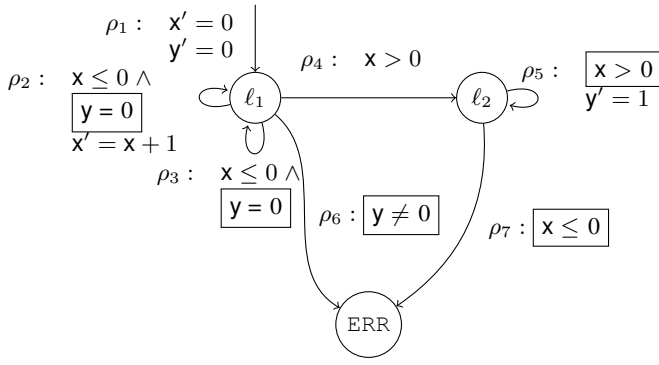 ρ₁ : x′ = 0
y′ = 0
ρ₂ : x ≤ 0 ∧
y = 0
x′ = x + 1
ℓ₁
ρ₃ : x ≤ 0 ∧
y = 0
ρ₄ : x > 0
ℓ₂
ρ₅ : x > 0
y′ = 1
ρ₆ : y ≠ 0
ρ₇ : x ≤ 0
ERR